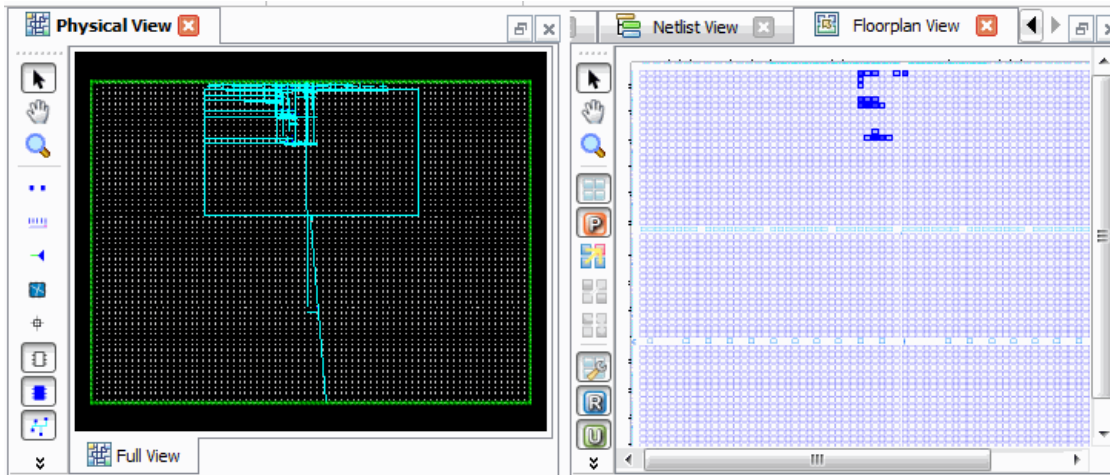 Physical View
Netlist View
Floorplan View
P
R
U
Full View